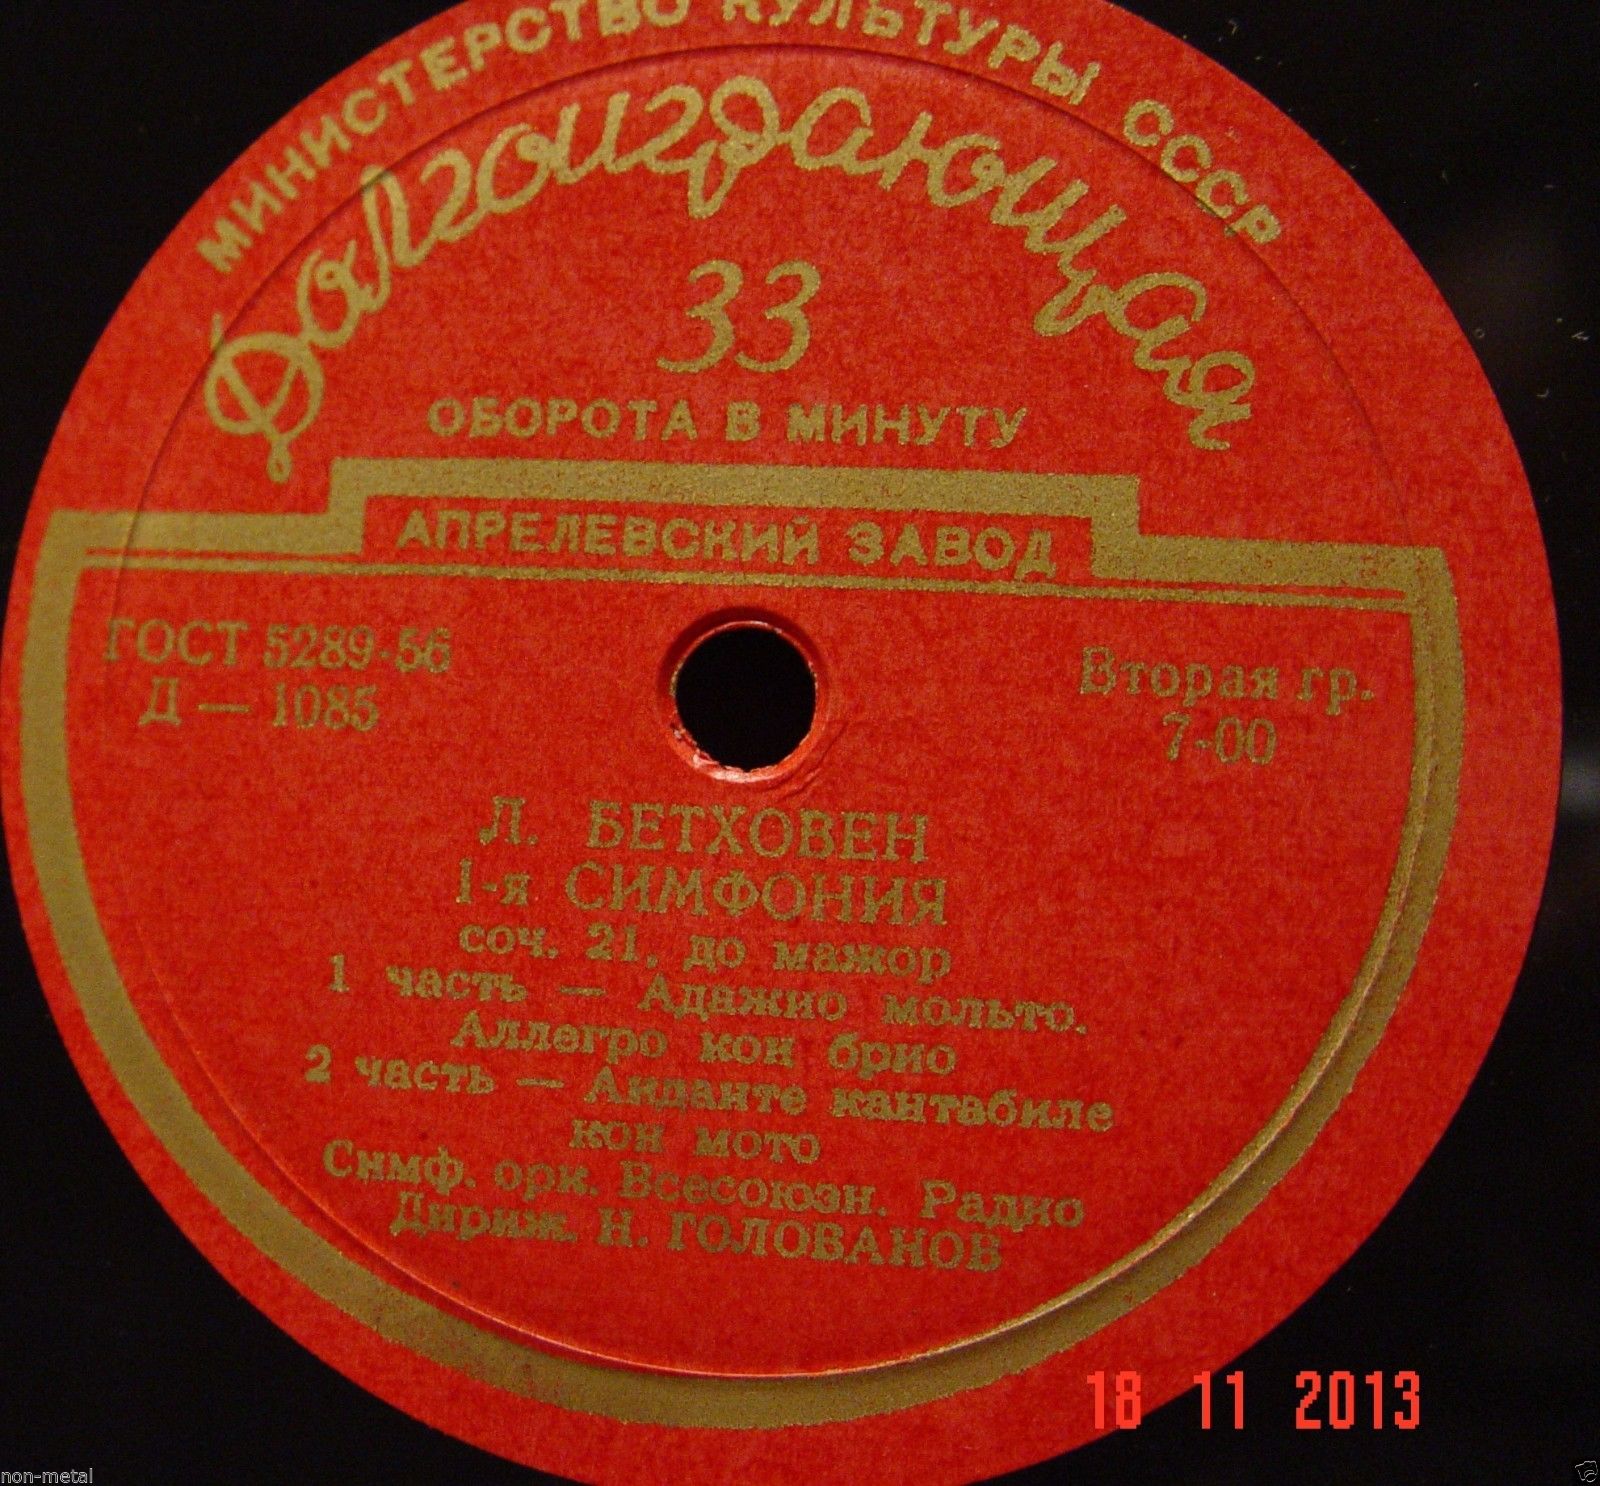 МИНИСТЕРСТВО КУЛЬТУРЫ СССР
Долгоиграющая
33
ОБОРОТА В МИНУТУ
АПРЕЛЕВСКИЙ ЗАВОД
ГОСТ 5289-56
Д — 1085
Вторая гр.
7-00
Л. БЕТХОВЕН
1-я СИМФОНИЯ
соч. 21, до мажор
1 часть — Адажио мольто.
Аллегро кон брио
2 часть — Анданте кантабиле
кон мото
Симф. орк. Всесоюзн. Радио
Дириж. Н. ГОЛОВАНОВ
18 11 2013
non-metal